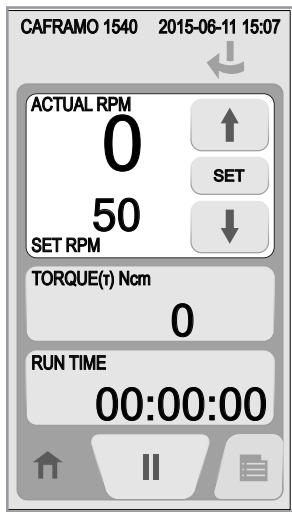 CAFRAMO 1540 2015-06-11 15:07
ACTUAL RPM
0
SET
50
SET RPM
TORQUE(τ) Ncm
0
RUN TIME
00:00:00